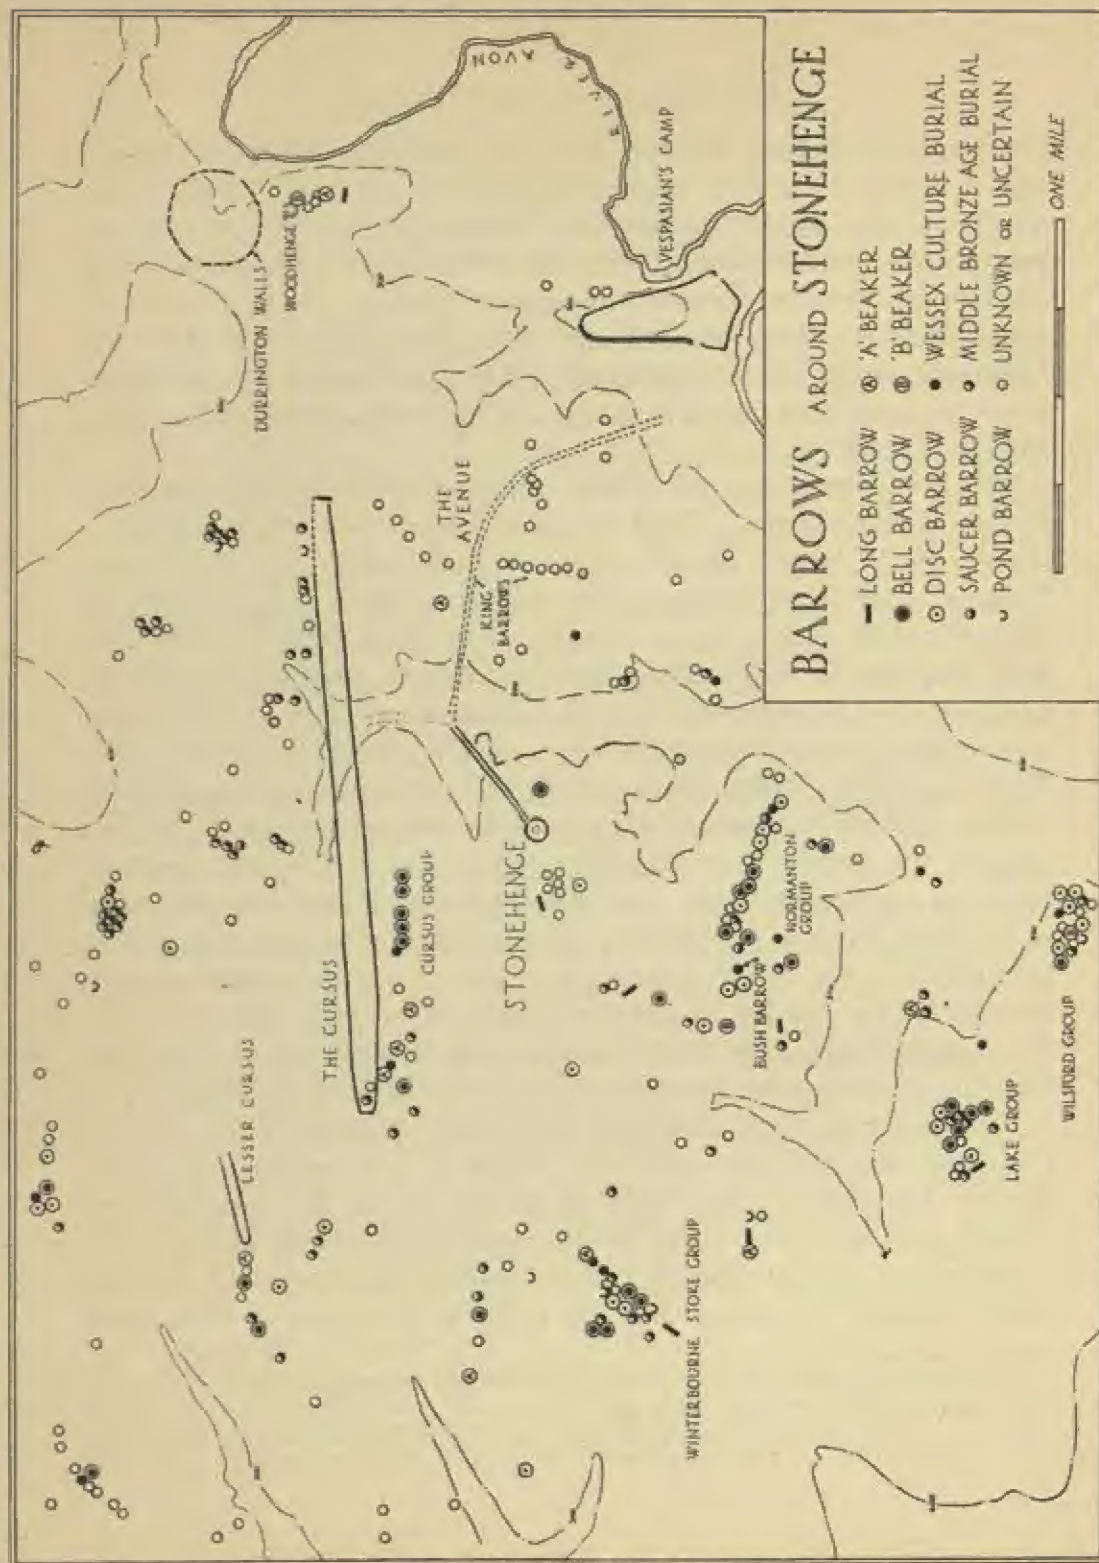 BARROWS AROUND STONEHENGE
LONG BARROW
BELL BARROW
DISC BARROW
SAUCER BARROW
POND BARROW
'A' BEAKER
'B' BEAKER
WESSEX CULTURE BURIAL
MIDDLE BRONZE AGE BURIAL
UNKNOWN OR UNCERTAIN
ONE MILE
LESSER CURSUS
THE CURSUS
CURSUS GROUP
DURRINGTON WALLS
WOODHENGE
RIVER AVON
THE
AVENUE
KING
BARROWS
VESPASIAN'S CAMP
STONEHENGE
WINTERBOURNE STOKE GROUP
BUSH BARROW
NORMANTON
GROUP
LAKE GROUP
WILSFORD GROUP